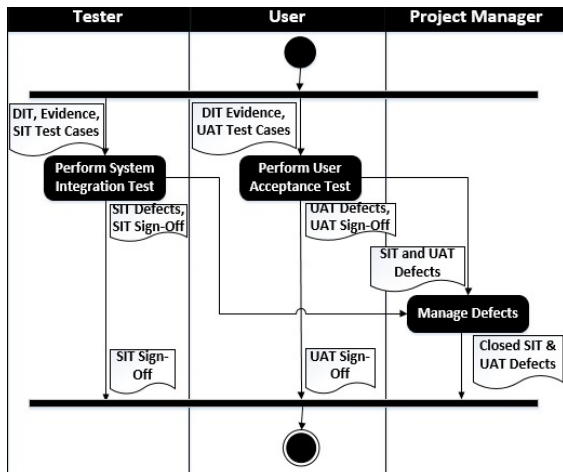 Tester
User
Project Manager
DIT, Evidence,
SIT Test Cases
DIT Evidence,
UAT Test Cases
Perform System
Integration Test
Perform User
Acceptance Test
SIT Defects,
SIT Sign-Off
UAT Defects,
UAT Sign-Off
SIT and UAT
Defects
Manage Defects
SIT Sign-
Off
UAT Sign-
Off
Closed SIT &
UAT Defects